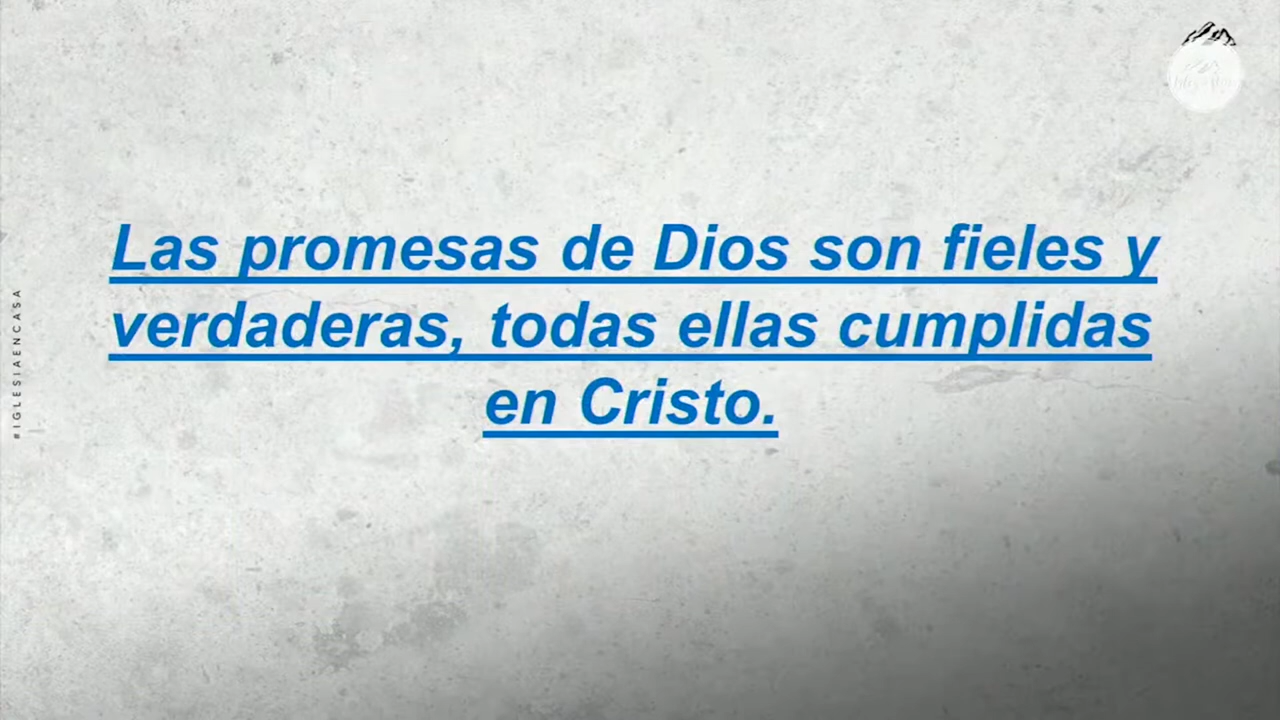 Las promesas de Dios son fieles y
verdaderas, todas ellas cumplidas
en Cristo.
#IGLESIAENCASA